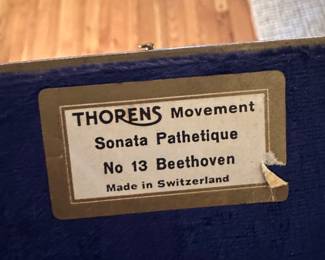 THORENS Movement
Sonata Pathetique
No 13 Beethoven
Made in Switzerland